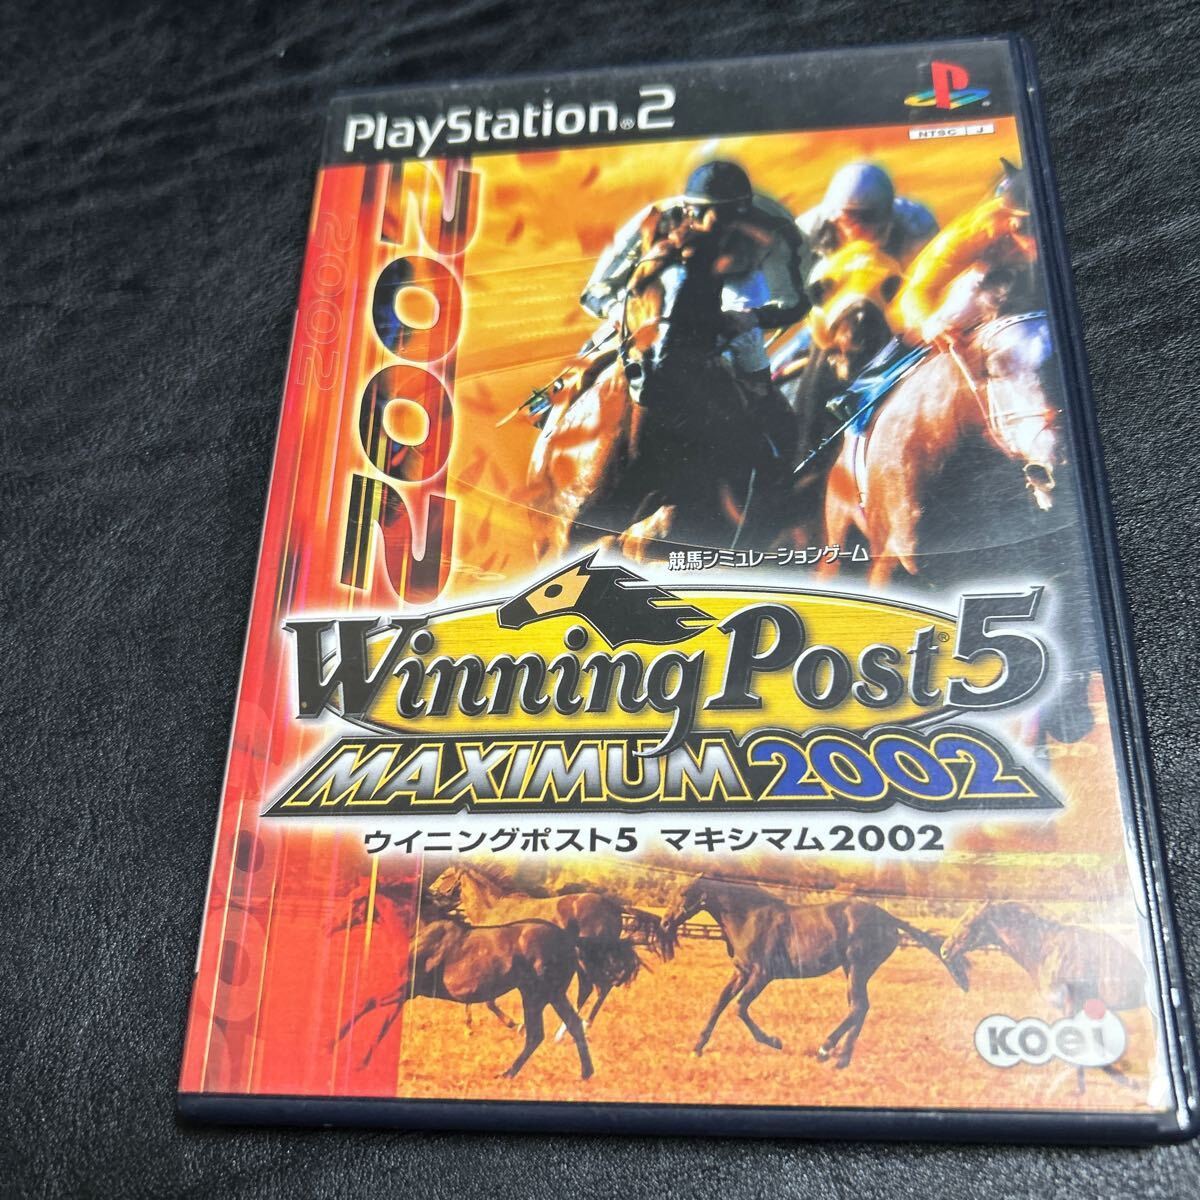 PlayStation®2
NTSC J
2002
2002
競馬シミュレーションゲーム
Winning Post® 5
MAXIMUM 2002
ウイニングポスト5 マキシマム2002
KOEI